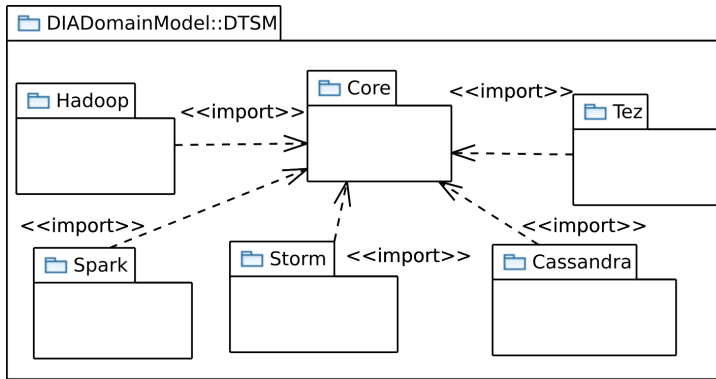 DIADomainModel::DTSM
Core
<<import>>
Hadoop
<<import>>
Tez
<<import>>
<<import>>
<<import>>
Spark
Storm
Cassandra